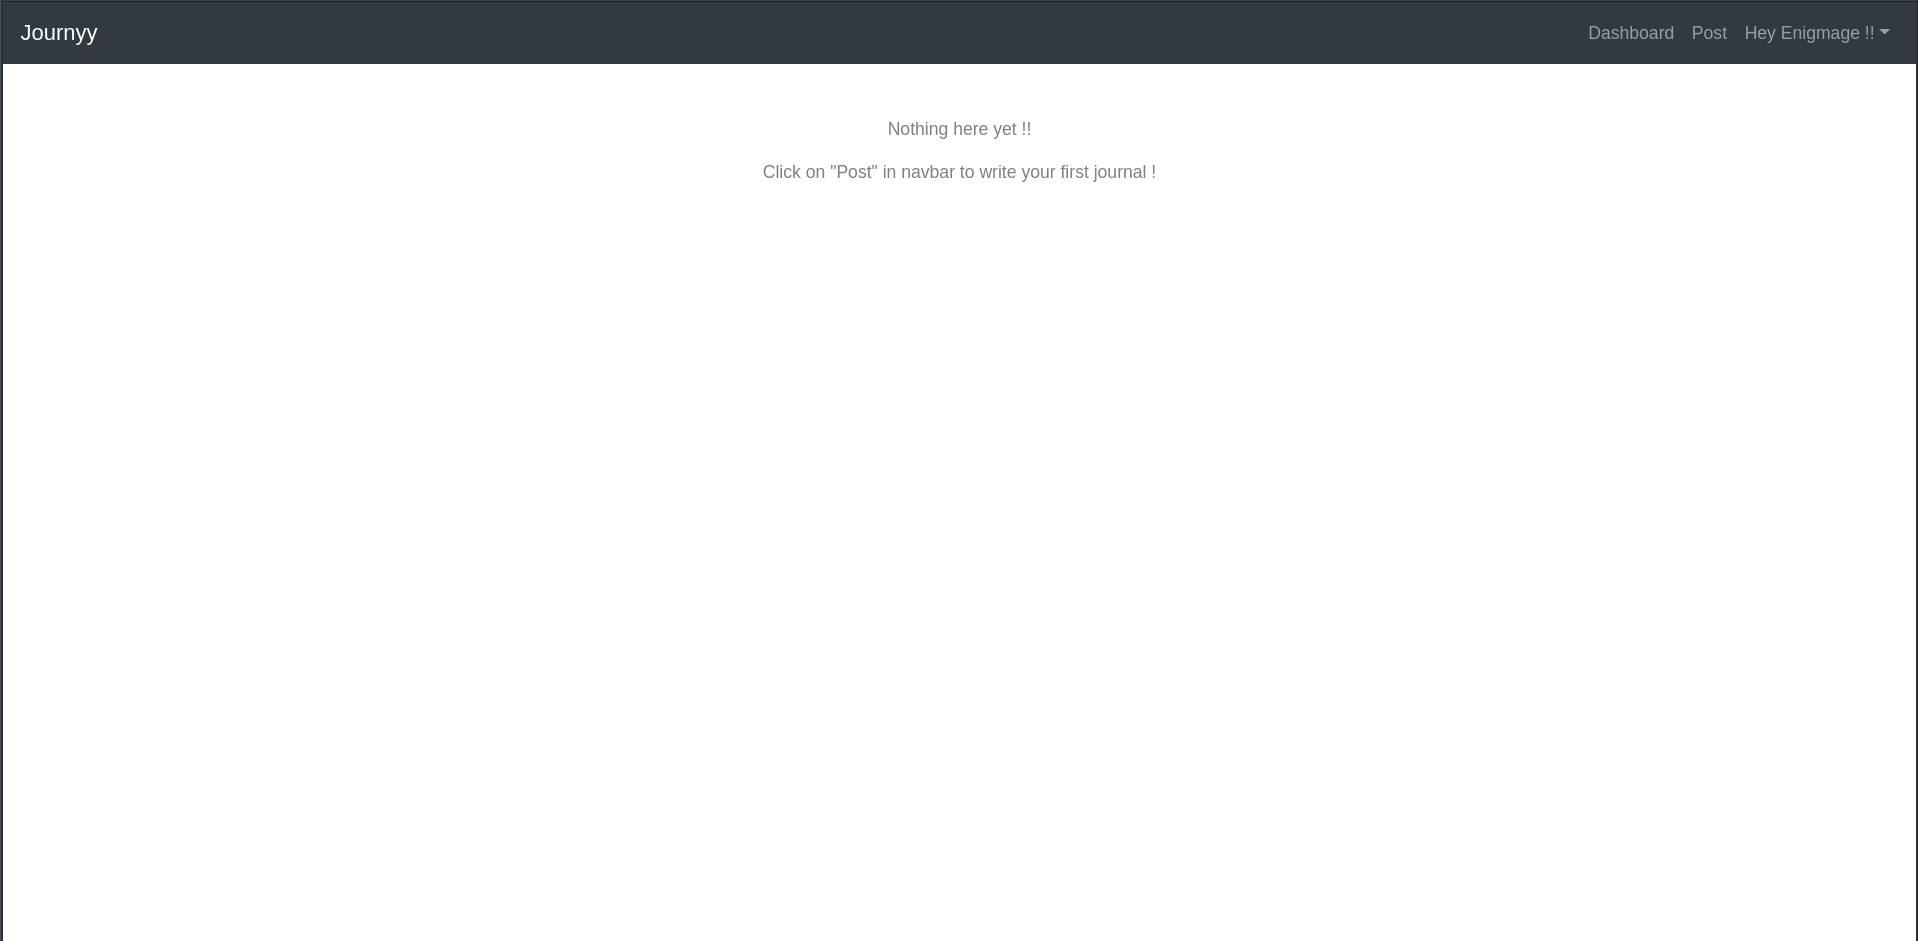 Journyy
Dashboard Post Hey Enigmage !!
Nothing here yet !!
Click on "Post" in navbar to write your first journal !